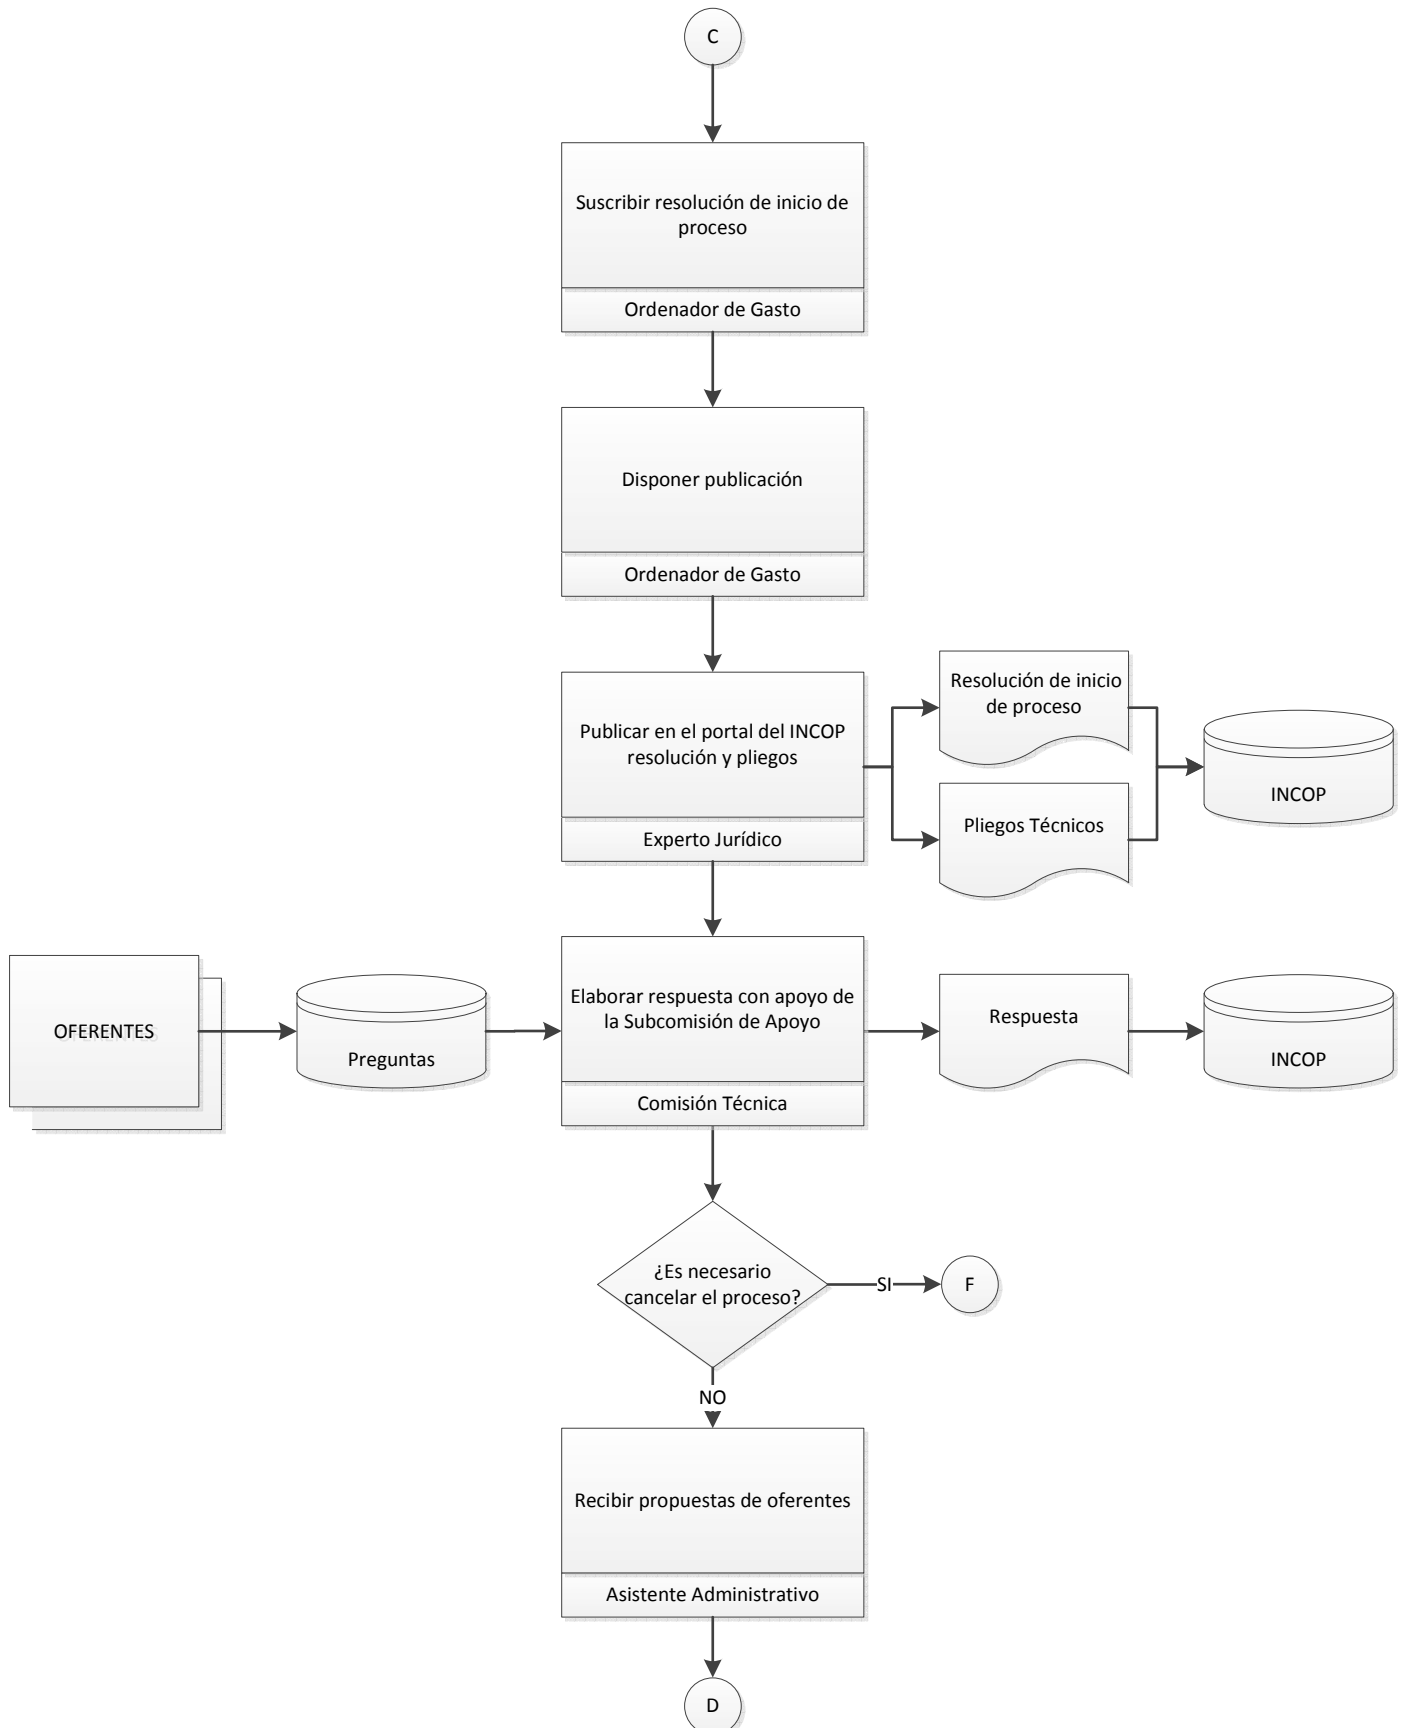 C
Suscribir resolución de inicio de
proceso
Ordenador de Gasto
Disponer publicación
Ordenador de Gasto
Publicar en el portal del INCOP
resolución y pliegos
Experto Jurídico
Resolución de inicio
de proceso
Pliegos Técnicos
INCOP
OFERENTES
Preguntas
Elaborar respuesta con apoyo de
la Subcomisión de Apoyo
Comisión Técnica
Respuesta
INCOP
¿Es necesario
cancelar el proceso?
SI
F
NO
Recibir propuestas de oferentes
Asistente Administrativo
D